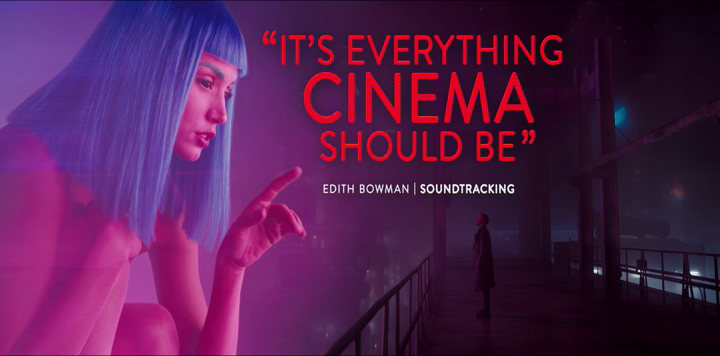 “IT’S EVERYTHING
CINEMA
SHOULD BE”
EDITH BOWMAN | SOUNDTRACKING